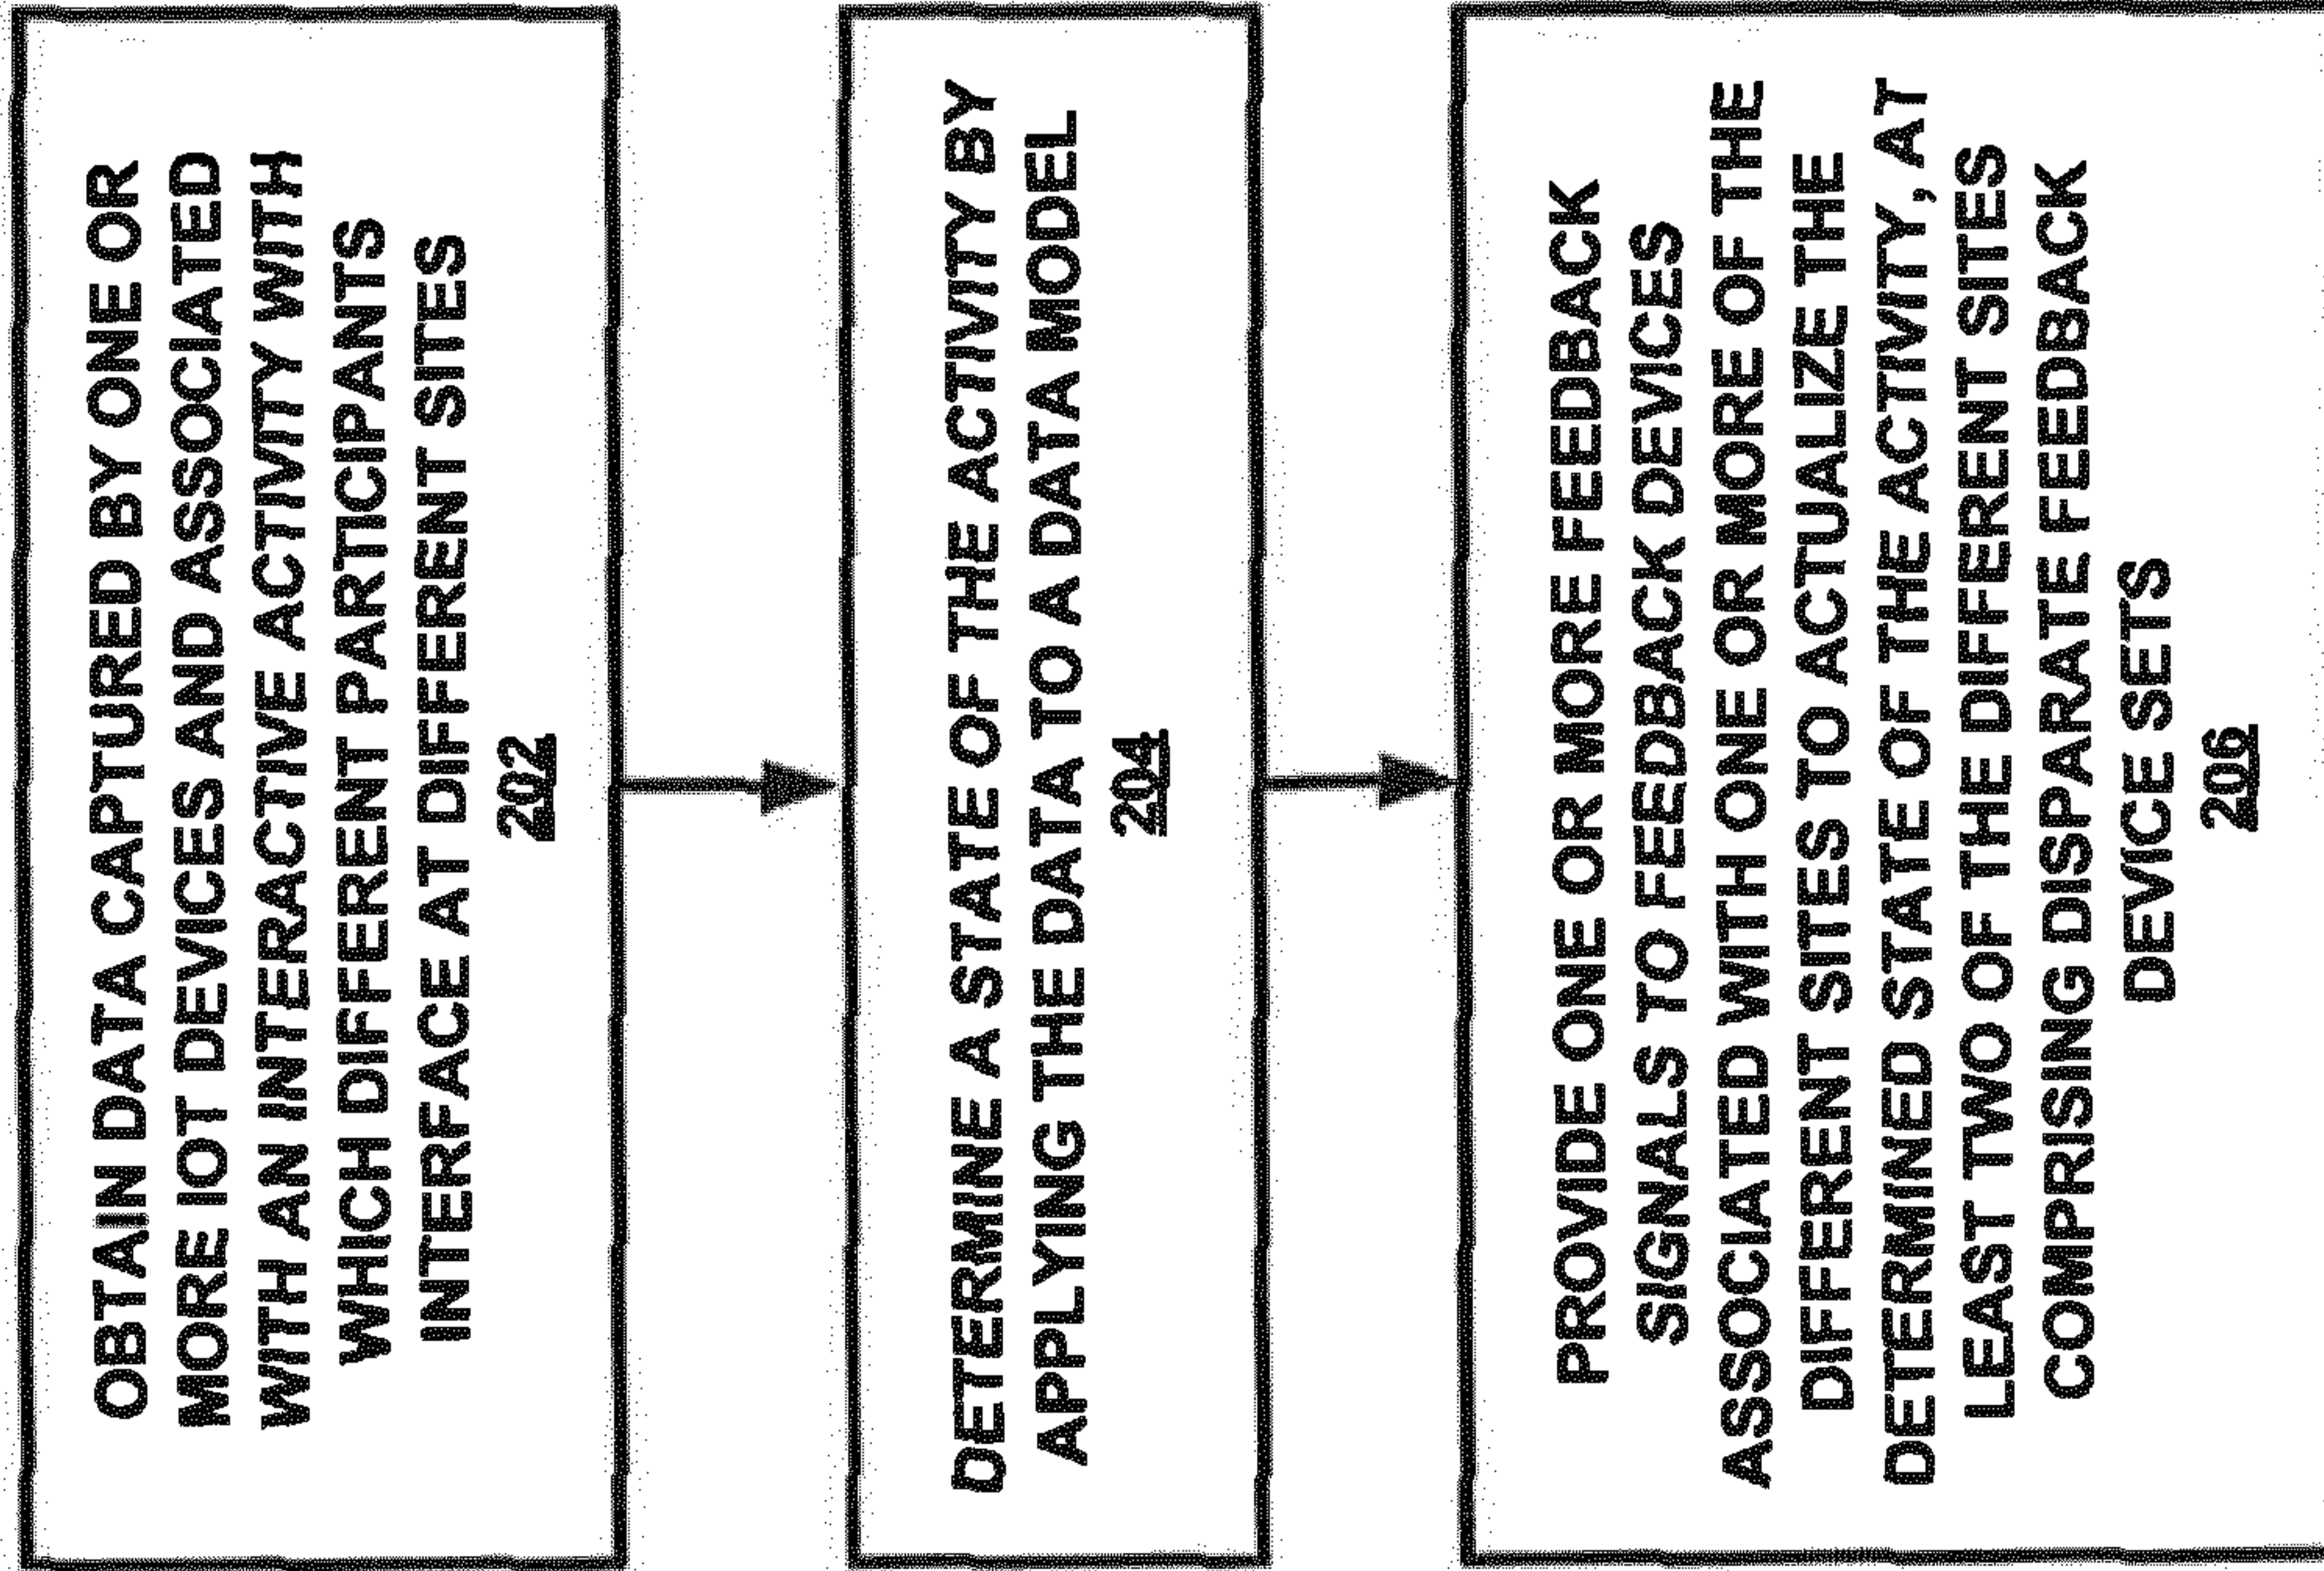 OBTAIN DATA CAPTURED BY ONE OR
MORE IOT DEVICES AND ASSOCIATED
WITH AN INTERACTIVE ACTIVITY WITH
WHICH DIFFERENT PARTICIPANTS
INTERFACE AT DIFFERENT SITES
202
DETERMINE A STATE OF THE ACTIVITY BY
APPLYING THE DATA TO A DATA MODEL
204
PROVIDE ONE OR MORE FEEDBACK
SIGNALS TO FEEDBACK DEVICES
ASSOCIATED WITH ONE OR MORE OF THE
DIFFERENT SITES TO ACTUALIZE THE
DETERMINED STATE OF THE ACTIVITY, AT
LEAST TWO OF THE DIFFERENT SITES
COMPRISING DISPARATE FEEDBACK
DEVICE SETS
206